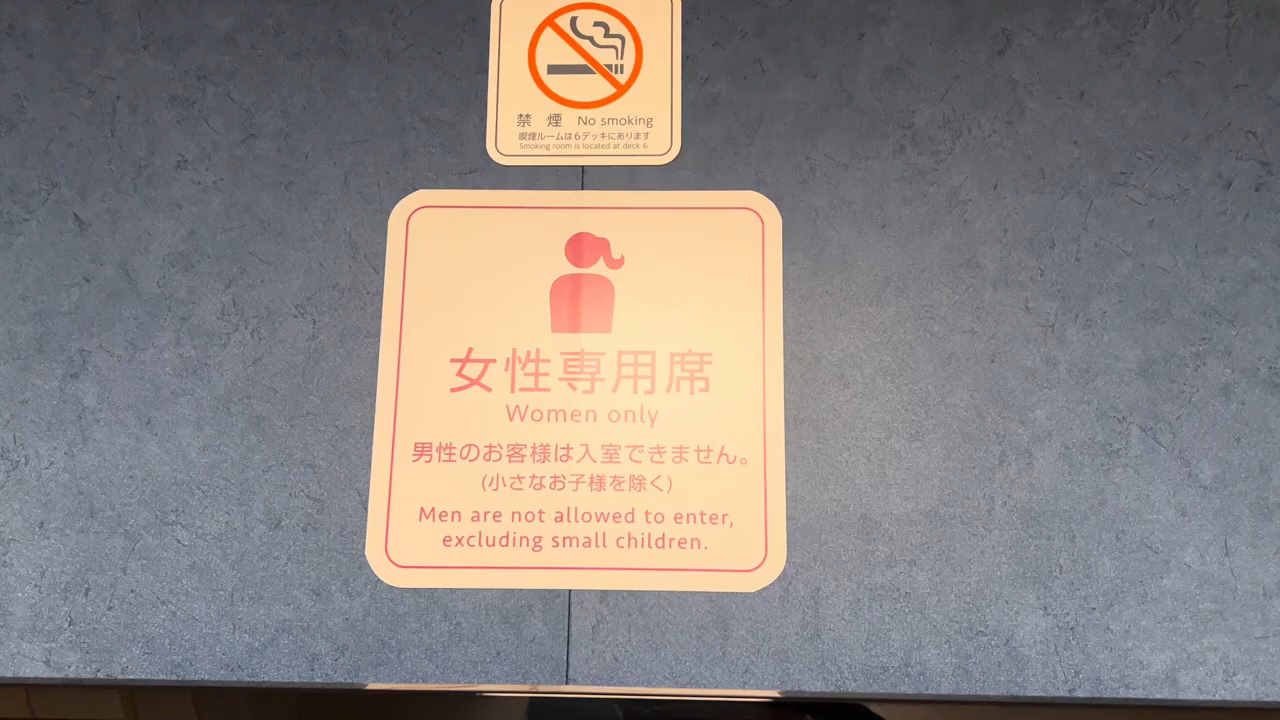 禁 煙 No smoking
喫煙ルームは6デッキにあります
Smoking room is located at deck 6
女性専用席
Women only
男性のお客様は入室できません。
(小さなお子様を除く)
Men are not allowed to enter,
excluding small children.